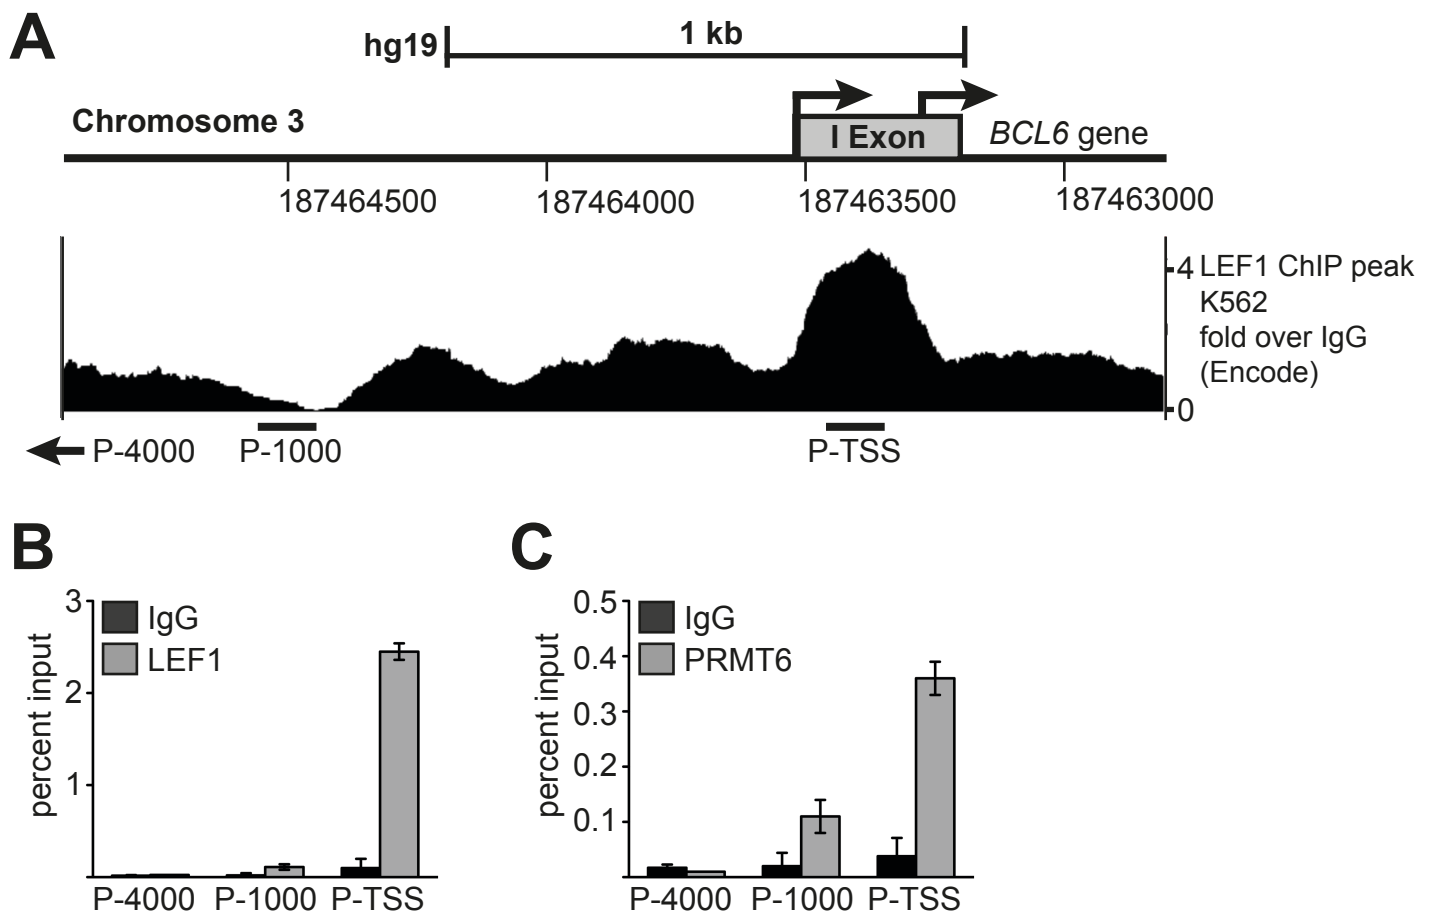 A
hg19
1 kb
Chromosome 3
I Exon
BCL6 gene
187464500
187464000
187463500
187463000
4
LEF1 ChIP peak
K562
fold over IgG
(Encode)
0
P-4000
P-1000
P-TSS
B
3
2
1
percent input
IgG
LEF1
P-4000
P-1000
P-TSS
C
0.5
0.4
0.3
0.2
0.1
percent input
IgG
PRMT6
P-4000
P-1000
P-TSS